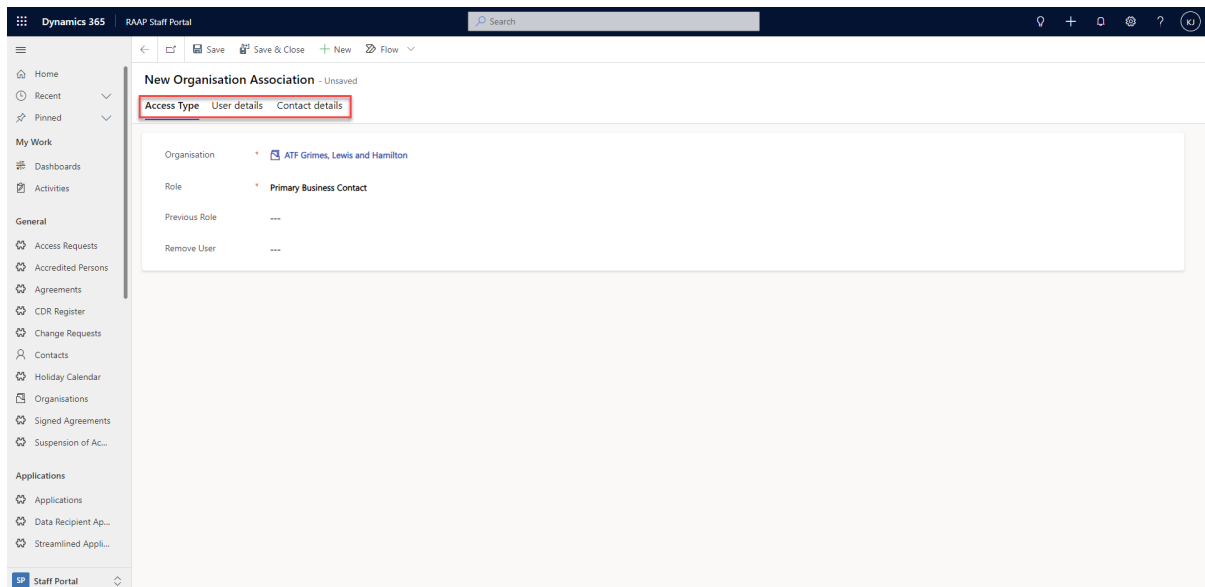 Dynamics 365 RAAP Staff Portal Search ? KJ
Save Save & Close New Flow
Home
Recent
Pinned
My Work
Dashboards
Activities
General
Access Requests
Accredited Persons
Agreements
CDR Register
Change Requests
Contacts
Holiday Calendar
Organisations
Signed Agreements
Suspension of Ac...
Applications
Applications
Data Recipient Ap...
Streamlined Appli...
SP Staff Portal
New Organisation Association - Unsaved
Access Type User details Contact details
Organisation * ATF Grimes, Lewis and Hamilton
Role * Primary Business Contact
Previous Role ---
Remove User ---